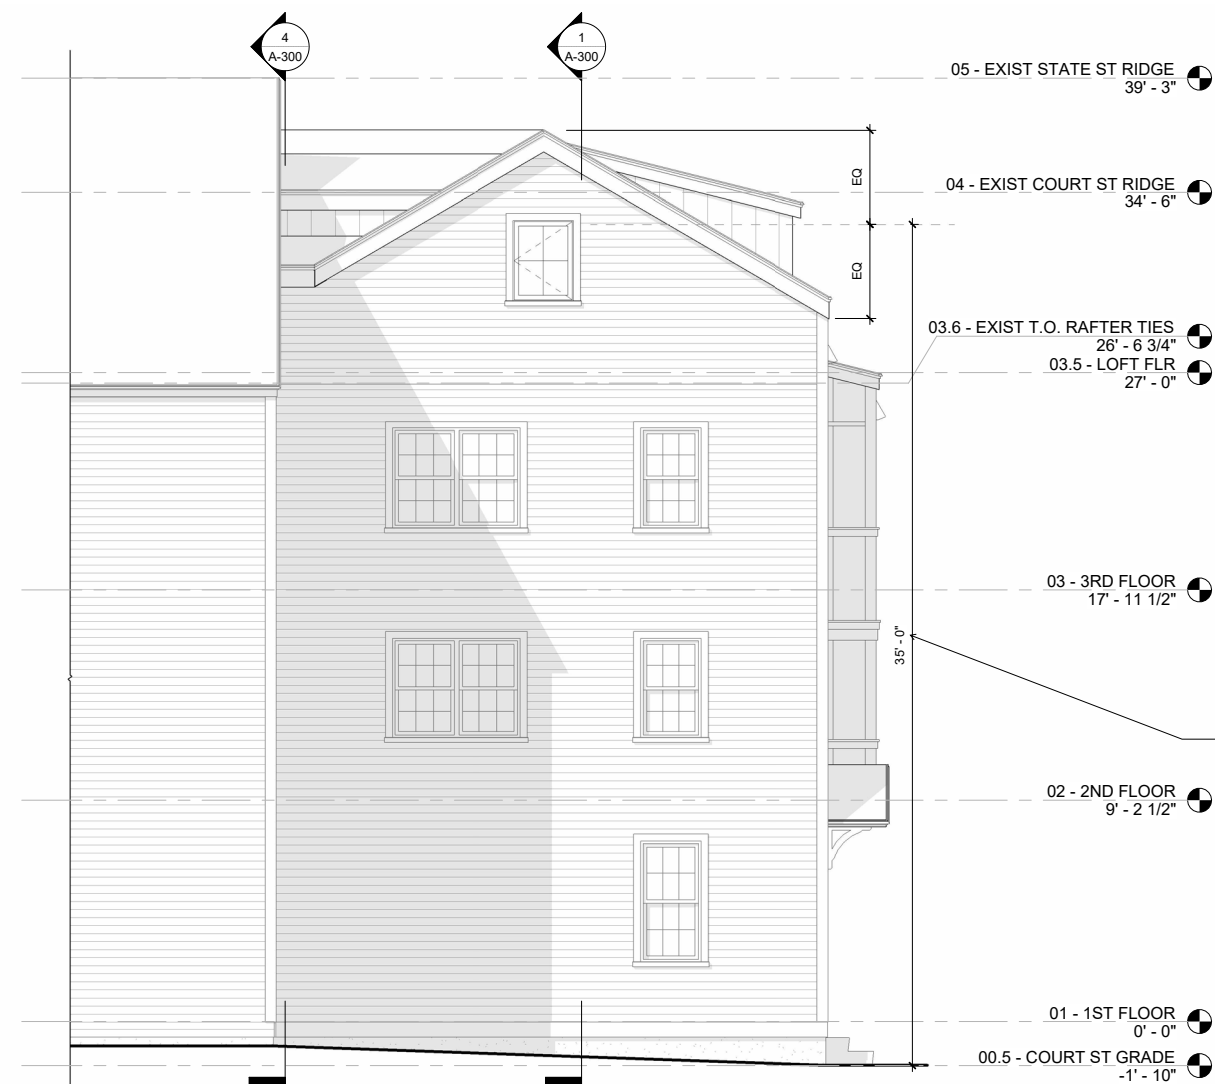 4
A-300
1
A-300
05 - EXIST STATE ST RIDGE
39' - 3"
EQ
04 - EXIST COURT ST RIDGE
34' - 6"
EQ
03.6 - EXIST T.O. RAFTER TIES
26' - 6 3/4"
03.5 - LOFT FLR
27' - 0"
03 - 3RD FLOOR
17' - 11 1/2"
35' - 0"
02 - 2ND FLOOR
9' - 2 1/2"
01 - 1ST FLOOR
0' - 0"
00.5 - COURT ST GRADE
-1' - 10"